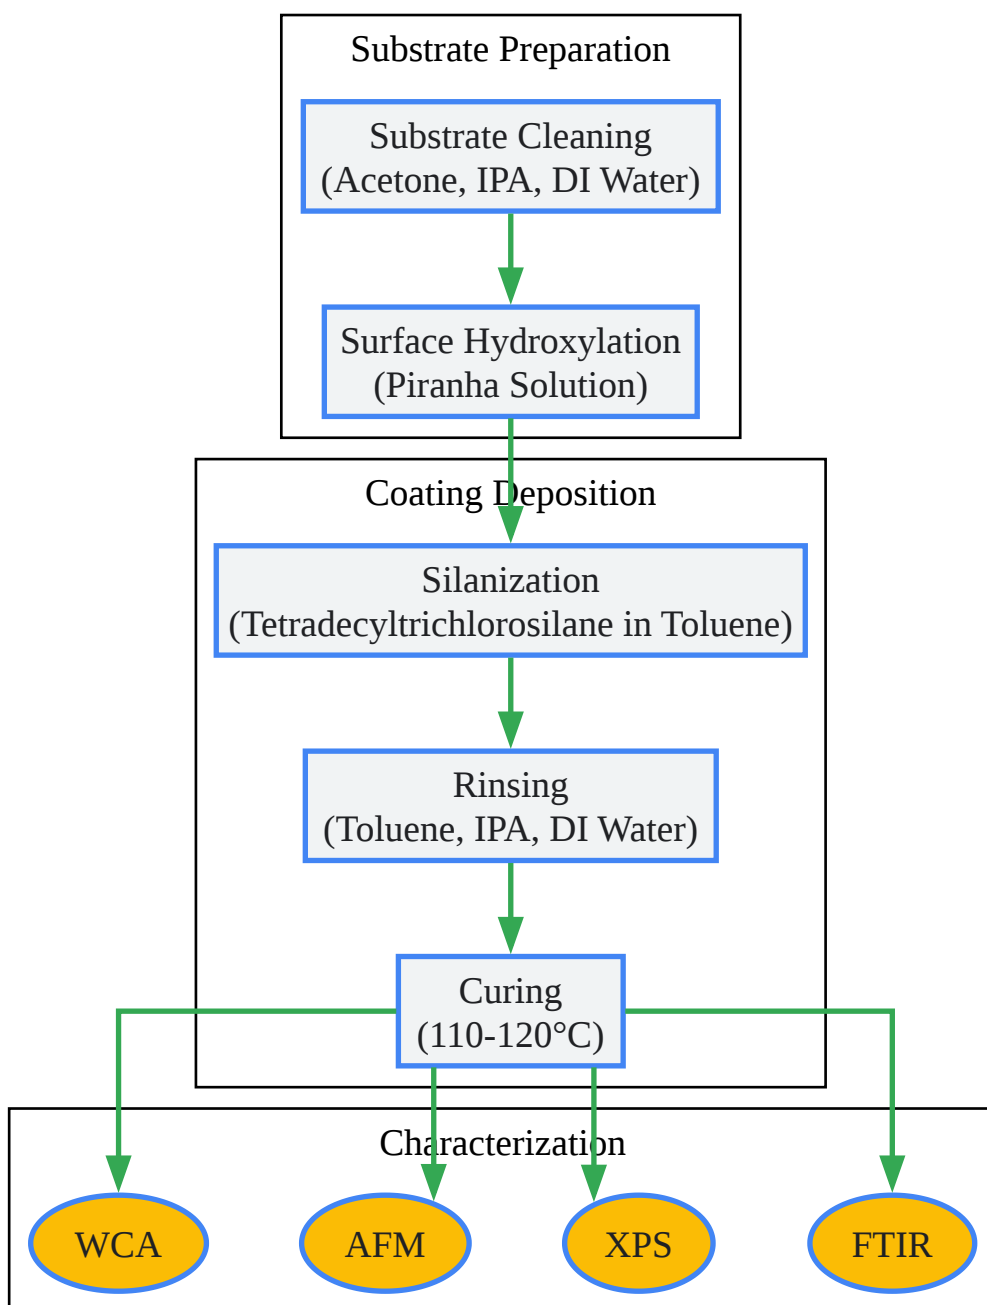 Substrate Preparation
Substrate Cleaning
(Acetone, IPA, DI Water)
Surface Hydroxylation
(Piranha Solution)
Coating Deposition
Silanization
(Tetradecyltrichlorosilane in Toluene)
Rinsing
(Toluene, IPA, DI Water)
Curing
(110-120°C)
Characterization
WCA
AFM
XPS
FTIR